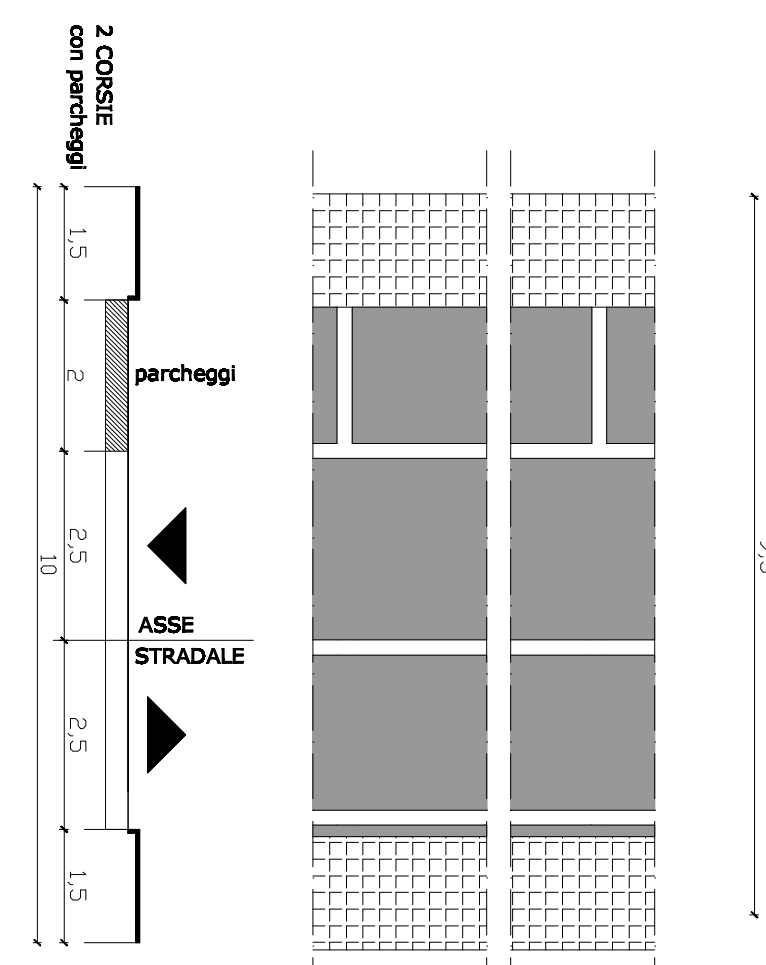 2 CORSIE
con parcheggi
1,5
2
parcheggi
2,5
10
ASSE
STRADALE
2,5
1,5